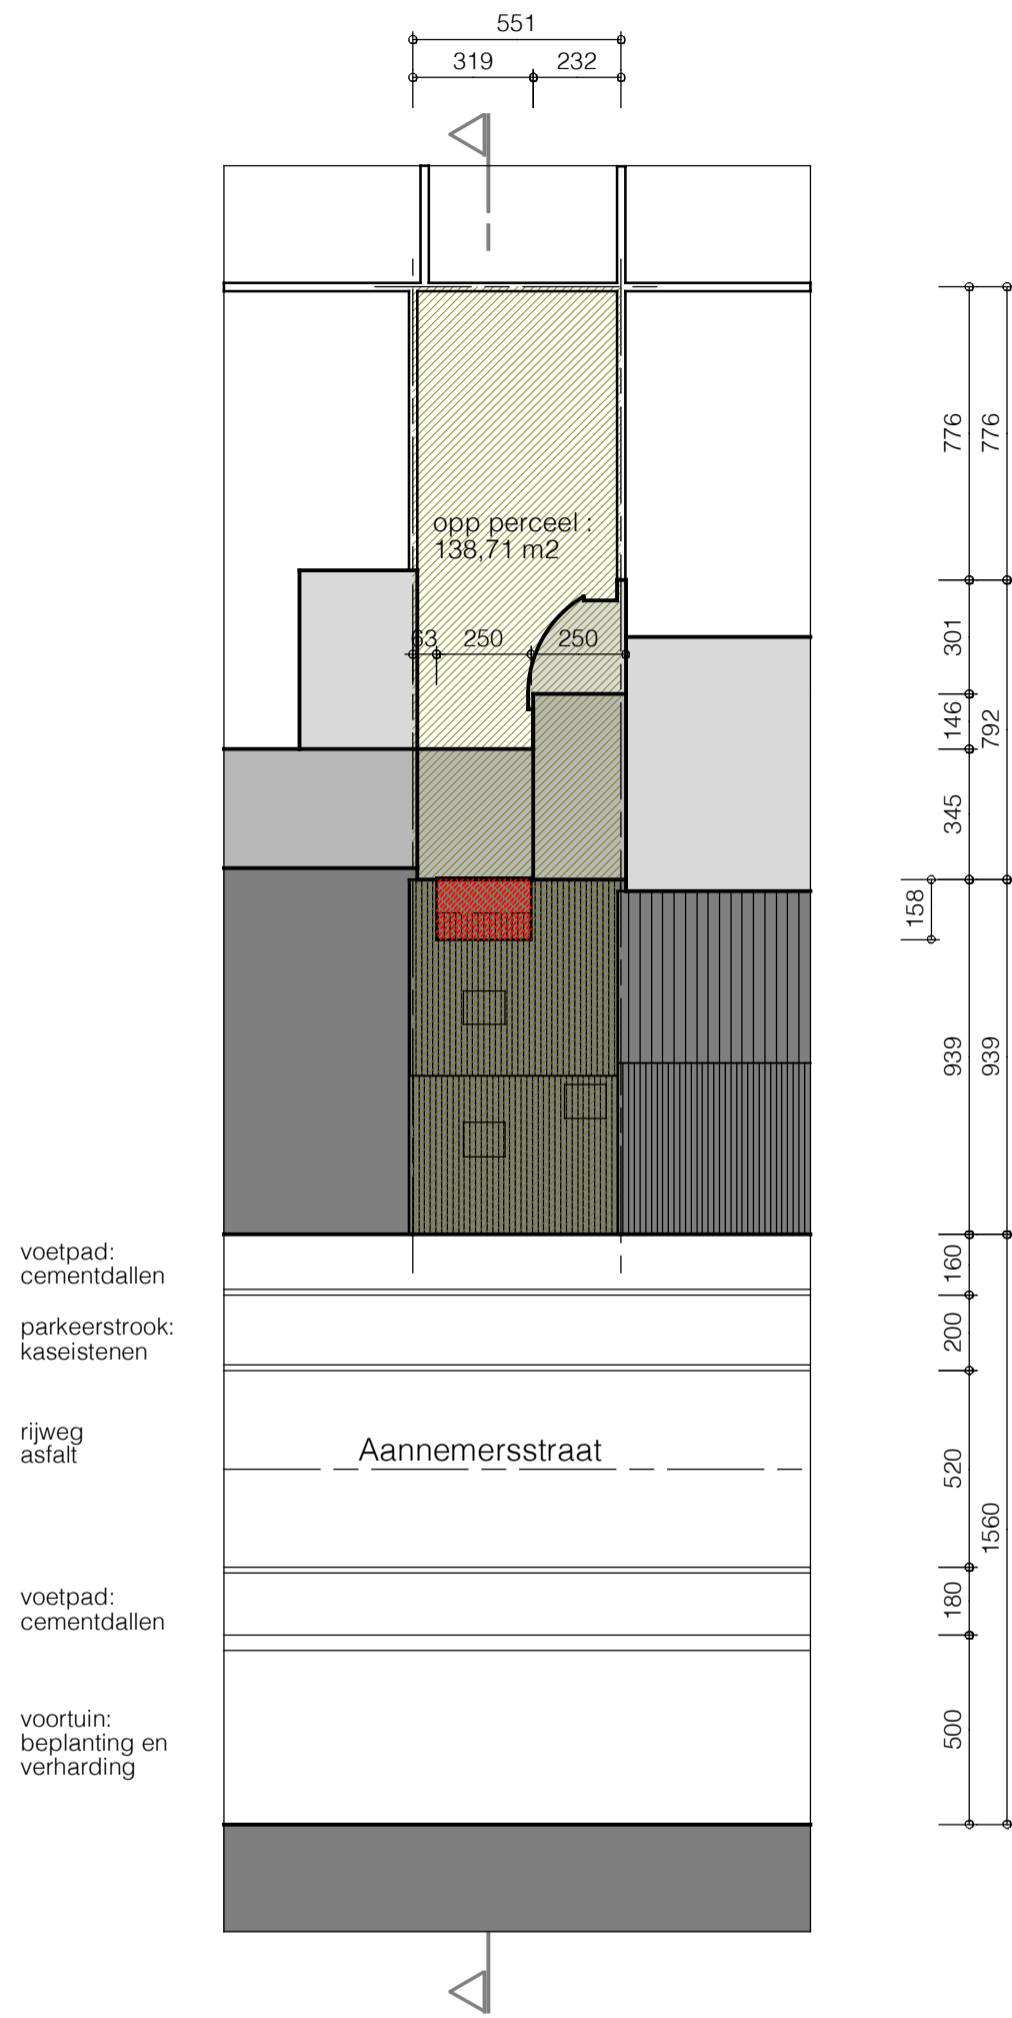 551
319 232
776 776
opp perceel :
138,71 m2
63 250 250
301
146 792
345
158
939 939
voetpad:
cementdallen
160
parkeerstrook:
kaseistenen
200
rijweg
asfalt
Aannemersstraat
520
1560
voetpad:
cementdallen
180
voortuin:
beplanting en
verharding
500